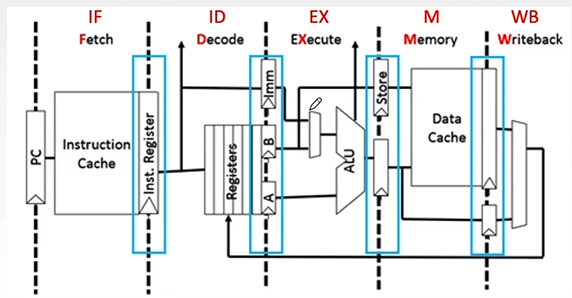 IF ID EX M WB
Fetch Decode EXecute Memory Writeback
PC
Instruction
Cache
Inst. Register
Registers
Imm
B
A
ALU
Store
Data
Cache